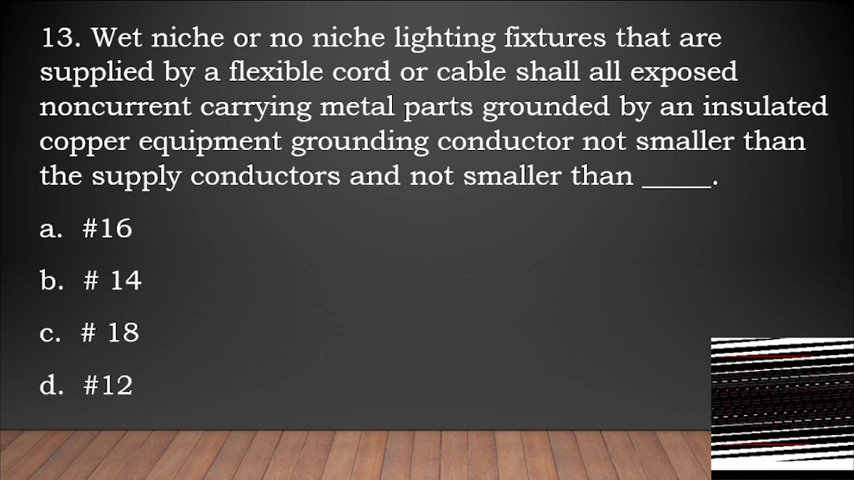 13. Wet niche or no niche lighting fixtures that are
supplied by a flexible cord or cable shall all exposed
noncurrent carrying metal parts grounded by an insulated
copper equipment grounding conductor not smaller than
the supply conductors and not smaller than _____.
a. #16
b. # 14
c. # 18
d. #12